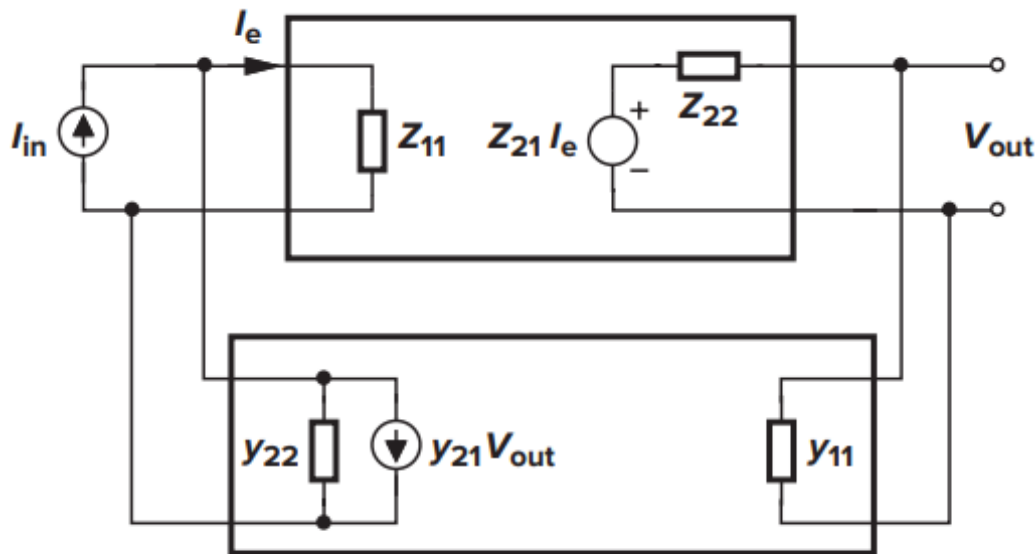 Ie
Iin
Z11
Z21 Ie
+
−
Z22
Vout
y22
y21Vout
y11